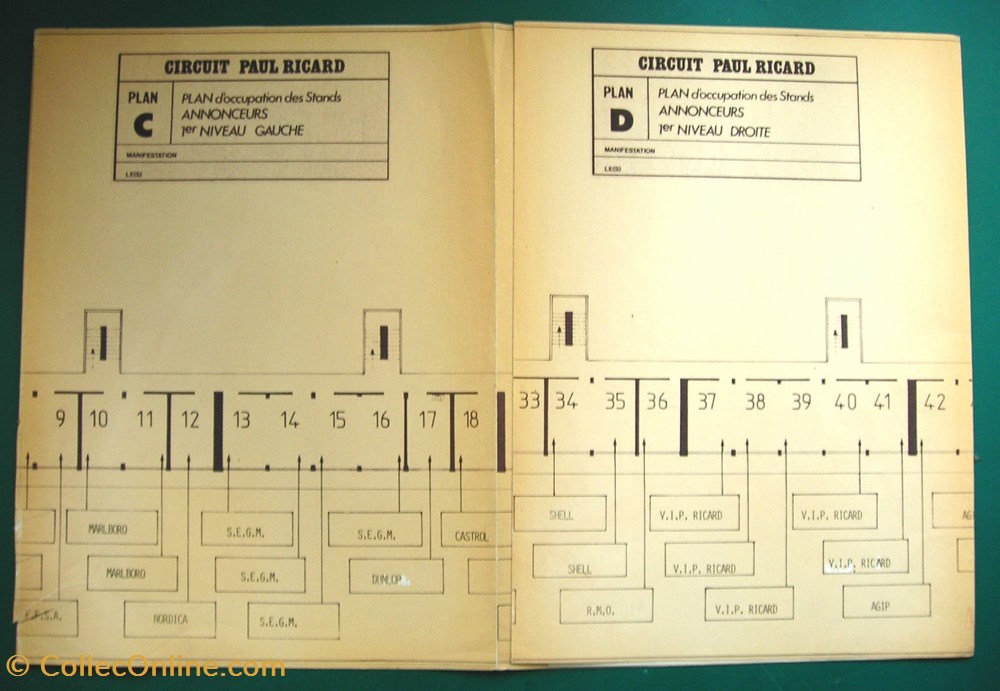 CIRCUIT PAUL RICARD
PLAN C
PLAN d'occupation des Stands
ANNONCEURS
1er NIVEAU GAUCHE
MANIFESTATION
LE(S)
9 10 11 12 13 14 15 16 17 18
MARLBORO
S.E.G.M.
S.E.G.M.
CASTROL
MARLBORO
S.E.G.M.
DUNLOP
F.F.S.A.
NORDICA
S.E.G.M.
CIRCUIT PAUL RICARD
PLAN D
PLAN d'occupation des Stands
ANNONCEURS
1er NIVEAU DROITE
MANIFESTATION
LE(S)
33 34 35 36 37 38 39 40 41 42
SHELL
V.I.P. RICARD
V.I.P. RICARD
SHELL
V.I.P. RICARD
V.I.P. RICARD
R.M.O.
V.I.P. RICARD
AGIP
© CollecOnline.com